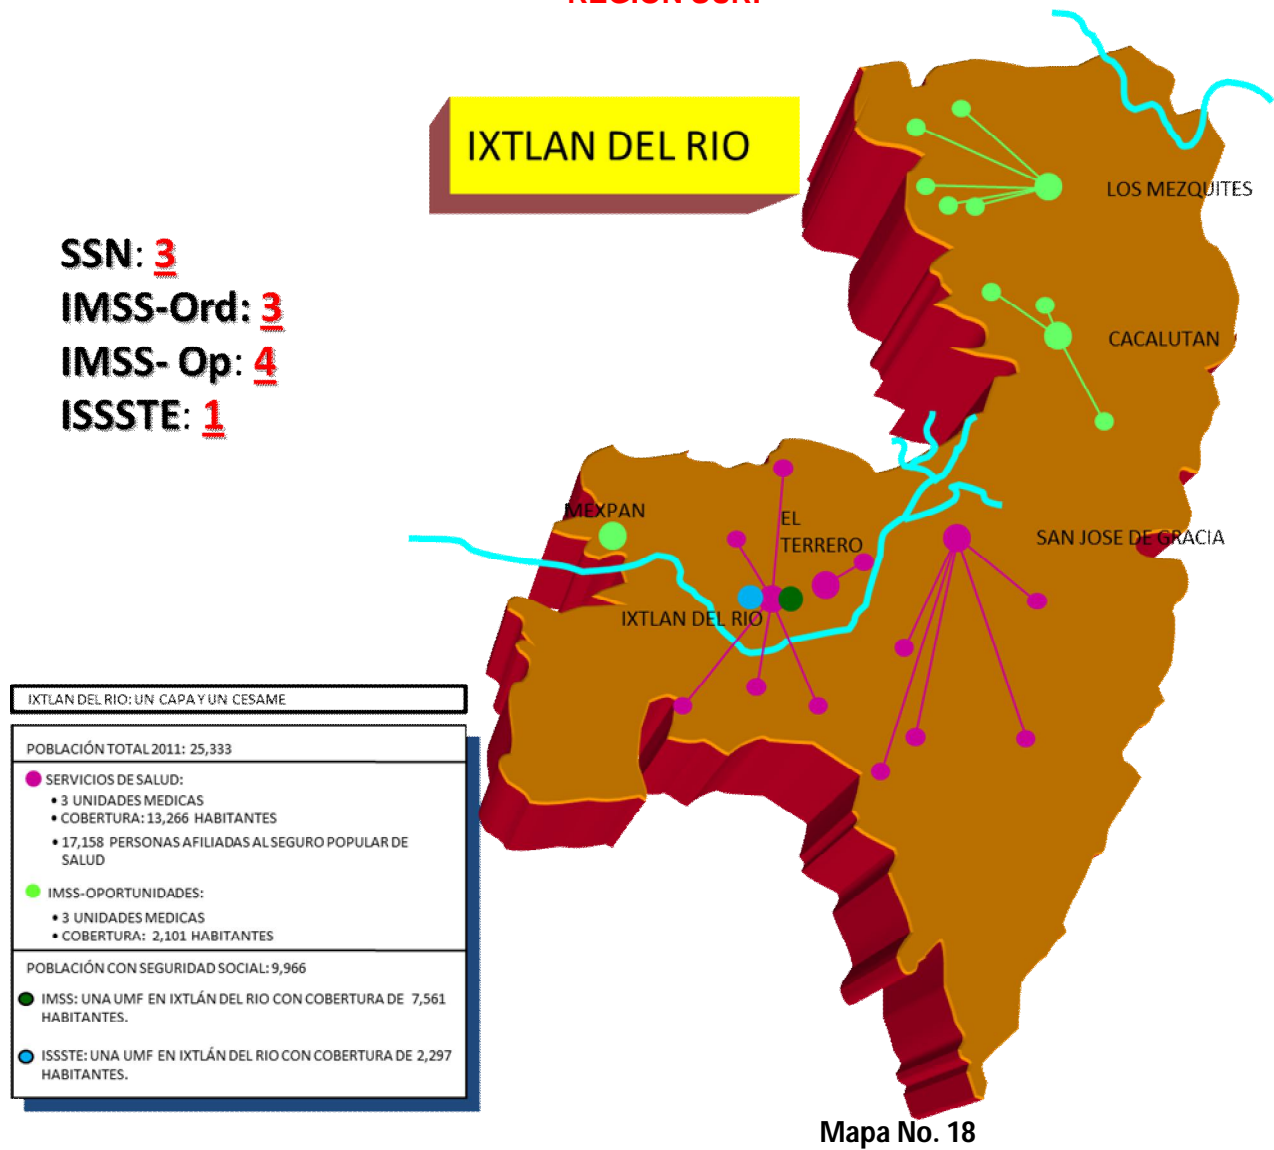 IXTLAN DEL RIO
LOS MEZQUITES
SSN: 3
IMSS-Ord: 3
IMSS- Op: 4
ISSSTE: 1
CACALUTAN
MEXPAN
EL
TERRERO
SAN JOSE DE GRACIA
IXTLAN DEL RIO
IXTLAN DEL RIO: UN CAPA Y UN CESAME
POBLACIÓN TOTAL 2011: 25,333
SERVICIOS DE SALUD:
• 3 UNIDADES MEDICAS
• COBERTURA: 13,266 HABITANTES
• 17,158 PERSONAS AFILIADAS AL SEGURO POPULAR DE
SALUD
IMSS-OPORTUNIDADES:
• 3 UNIDADES MEDICAS
• COBERTURA: 2,101 HABITANTES
POBLACIÓN CON SEGURIDAD SOCIAL: 9,966
IMSS: UNA UMF EN IXTLÁN DEL RIO CON COBERTURA DE 7,561
HABITANTES.
ISSSTE: UNA UMF EN IXTLÁN DEL RIO CON COBERTURA DE 2,297
HABITANTES.
Mapa No. 18